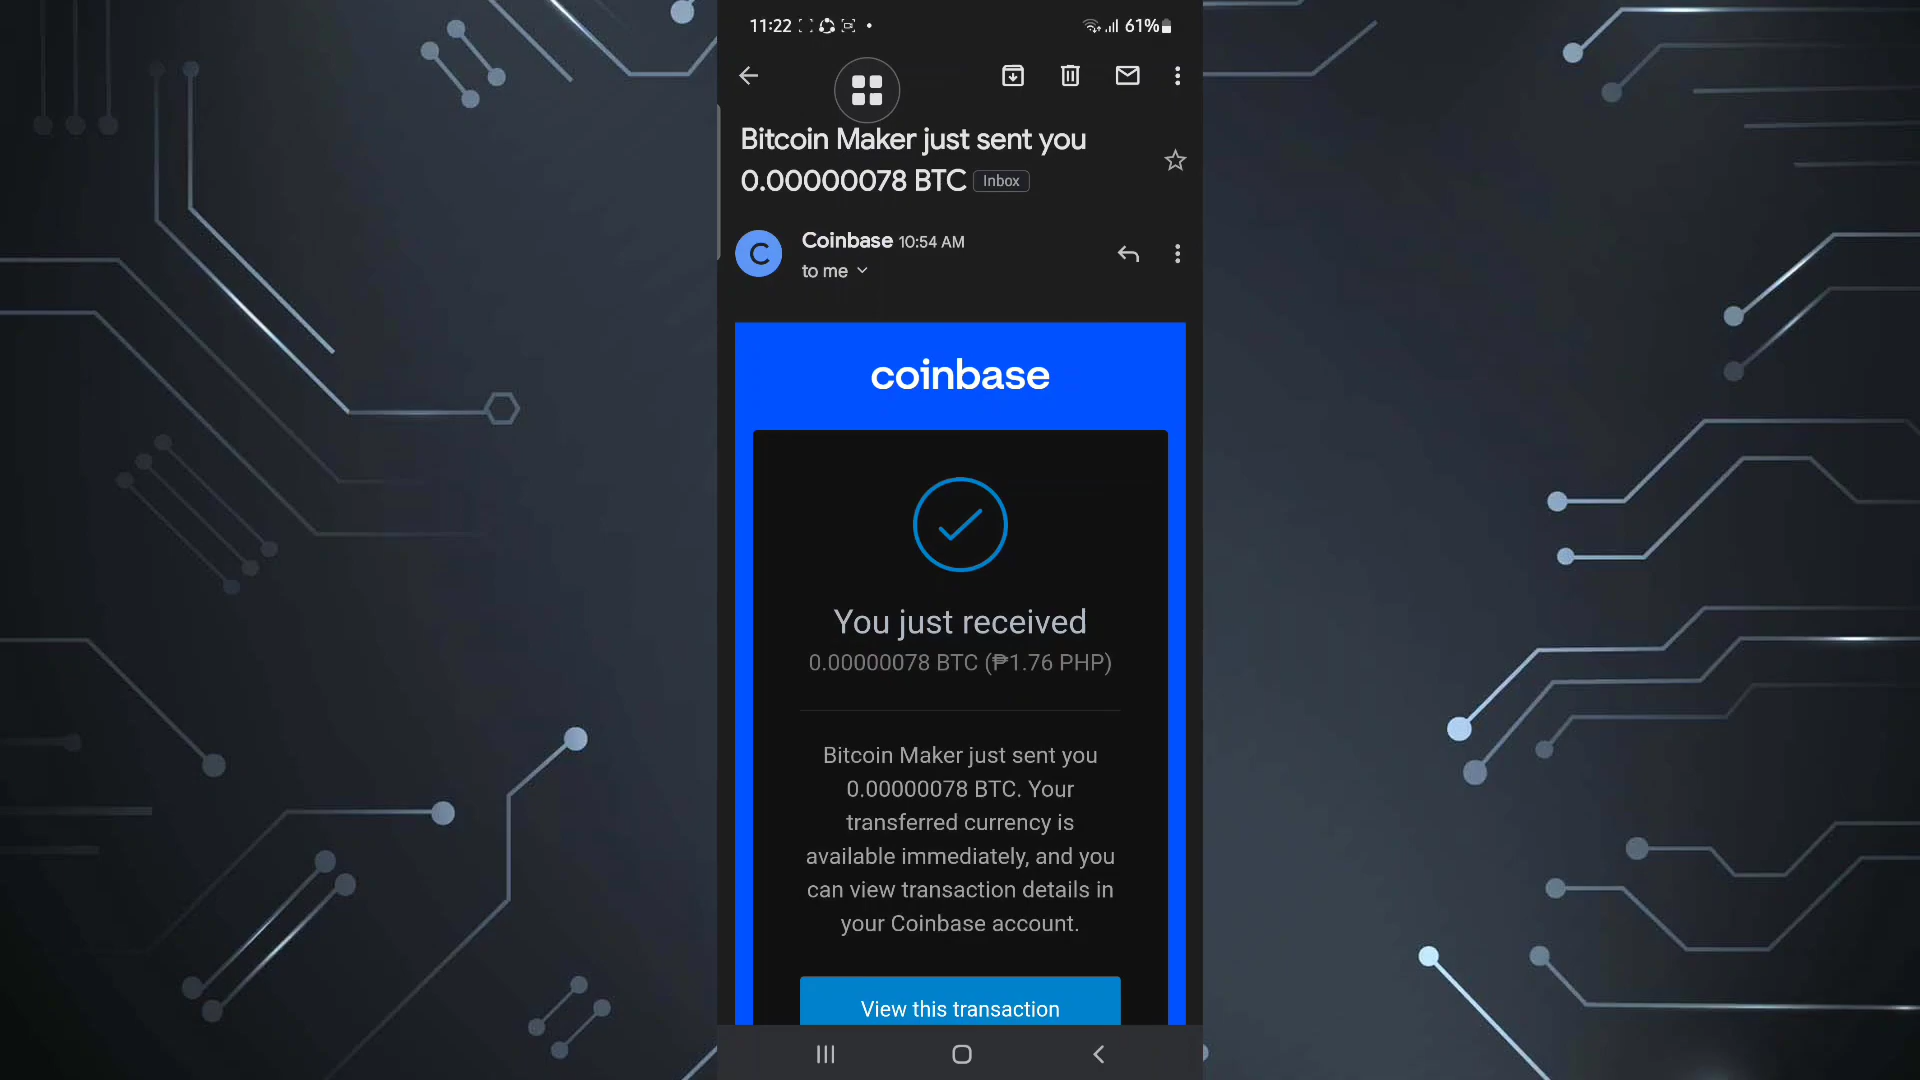 11:22 61%
Bitcoin Maker just sent you
0.00000078 BTC Inbox
C Coinbase 10:54 AM
to me
coinbase
You just received
0.00000078 BTC (₱1.76 PHP)
Bitcoin Maker just sent you
0.00000078 BTC. Your
transferred currency is
available immediately, and you
can view transaction details in
your Coinbase account.
View this transaction